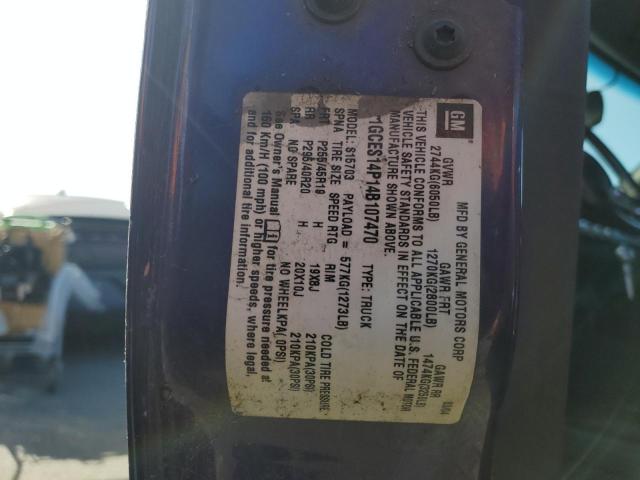 GM
MFD BY GENERAL MOTORS CORP
GVWR GAWR FRT GAWR RR
2744KG(6050LB) 1270KG(2800LB) 1474KG(3250LB)
THIS VEHICLE CONFORMS TO ALL APPLICABLE U.S. FEDERAL MOTOR
VEHICLE SAFETY STANDARDS IN EFFECT ON THE DATE OF
MANUFACTURE SHOWN ABOVE.
1GCES14P14B107470 TYPE: TRUCK
MODEL: S15703 PAYLOAD = 577KG(1273LB)
SPNA TIRE SIZE SPEED RTG RIM COLD TIRE PRESSURE
FRT P255/45R19 H 19X8J 210KPA(30PSI)
RR P295/40R20 H 20X10J 210KPA(30PSI)
SPA NO SPARE NO WHEEL KPA( 0PSI)
See Owner's Manual for tire pressure needed at
160 Km/H (100 mph) or higher speeds, where legal
and for additional tire information.